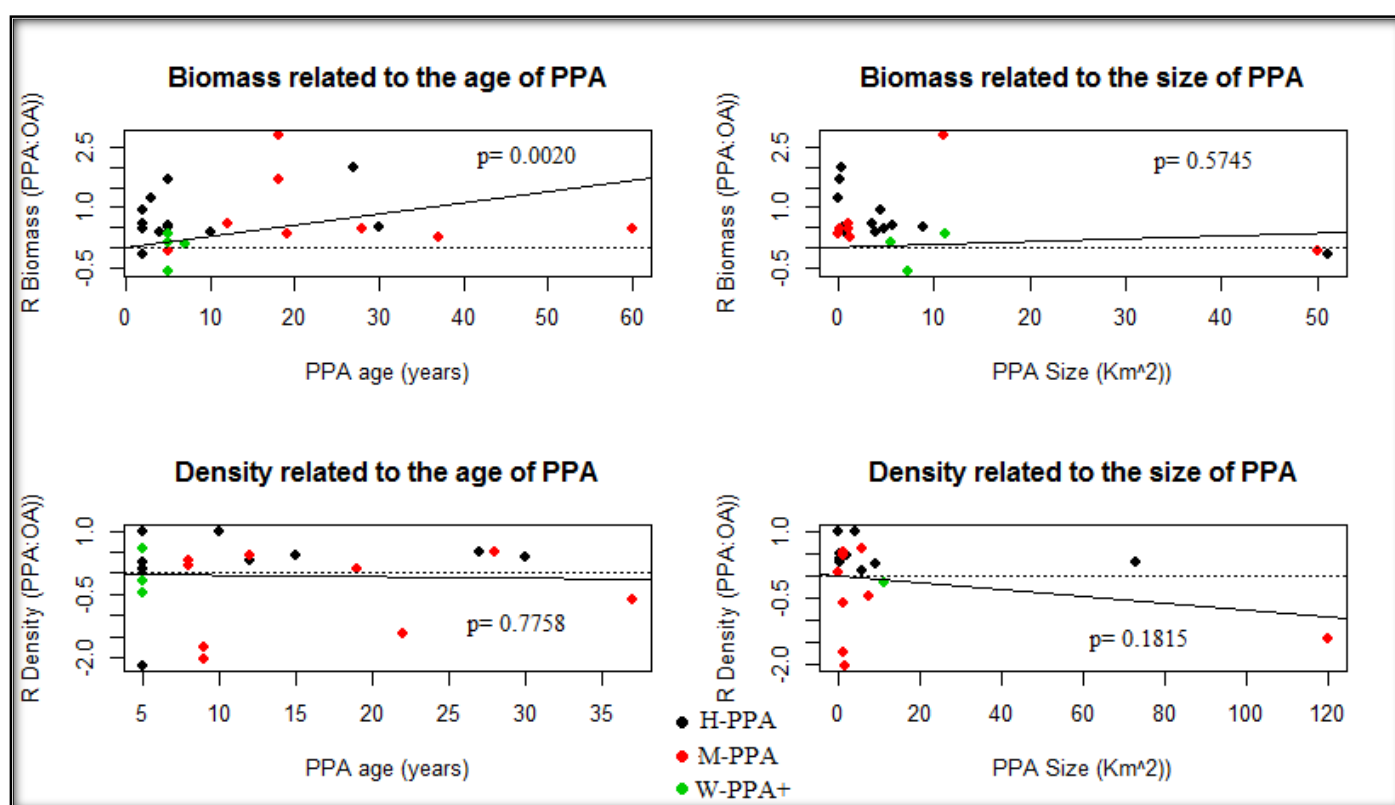 Biomass related to the age of PPA
R Biomass (PPA:OA))
2.5
1.0
-0.5
p= 0.0020
0 10 20 30 40 50 60
PPA age (years)
Biomass related to the size of PPA
R Biomass (PPA:OA))
2.5
1.0
-0.5
p= 0.5745
0 10 20 30 40 50
PPA Size (Km^2))
Density related to the age of PPA
R Density (PPA:OA))
1.0
-0.5
-2.0
p= 0.7758
5 10 15 20 25 30 35
PPA age (years)
Density related to the size of PPA
R Density (PPA:OA))
1.0
-0.5
-2.0
p= 0.1815
0 20 40 60 80 100 120
PPA Size (Km^2))
H-PPA
M-PPA
W-PPA+